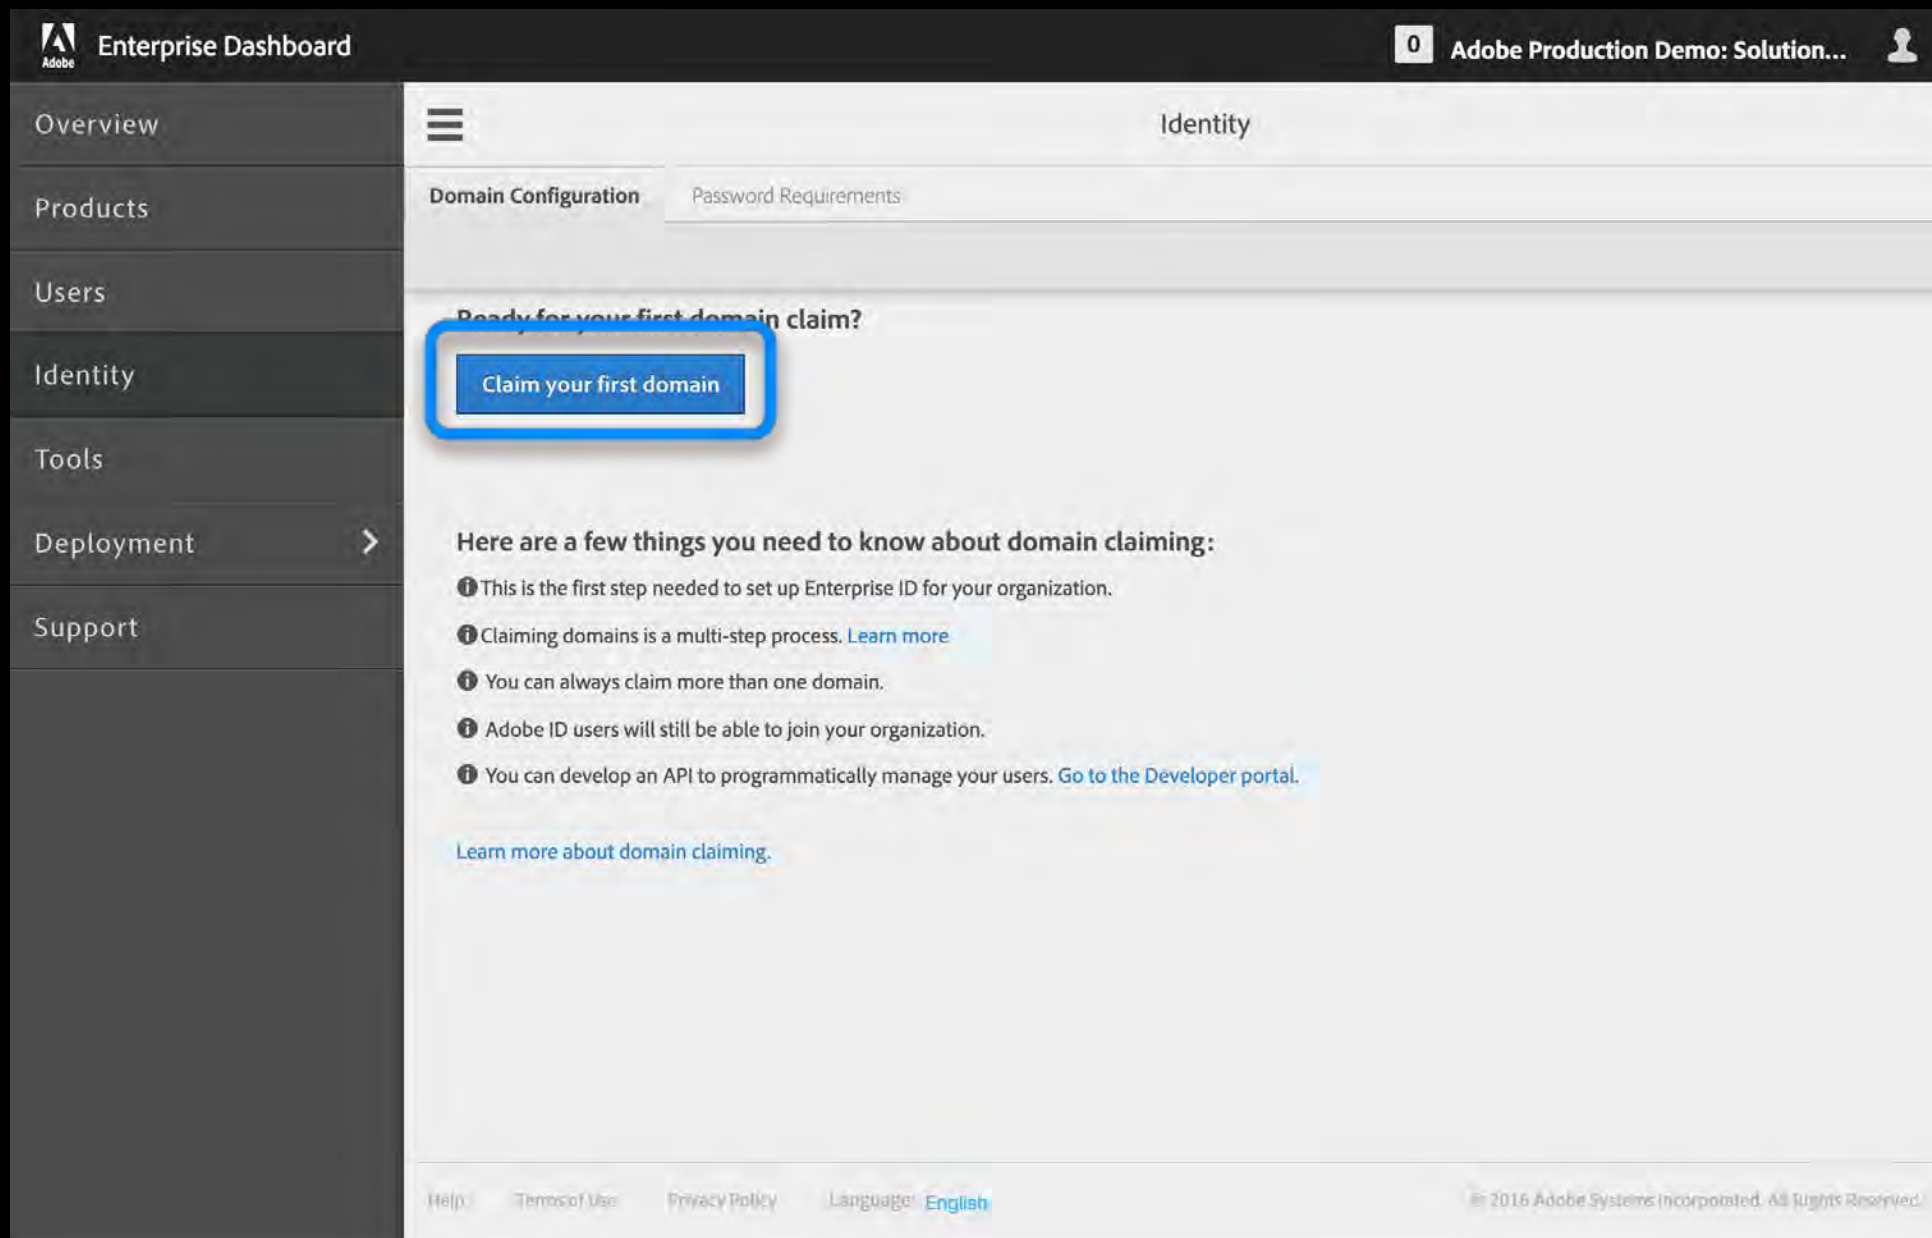 Adobe
Enterprise Dashboard
0
Adobe Production Demo: Solution...
Overview
Products
Users
Identity
Tools
Deployment
Support
Identity
Domain Configuration
Password Requirements
Ready for your first domain claim?
Claim your first domain
Here are a few things you need to know about domain claiming:
This is the first step needed to set up Enterprise ID for your organization.
Claiming domains is a multi-step process. Learn more
You can always claim more than one domain.
Adobe ID users will still be able to join your organization.
You can develop an API to programmatically manage your users. Go to the Developer portal.
Learn more about domain claiming.
Help Terms of Use Privacy Policy Language: English
© 2016 Adobe Systems Incorporated. All Rights Reserved.